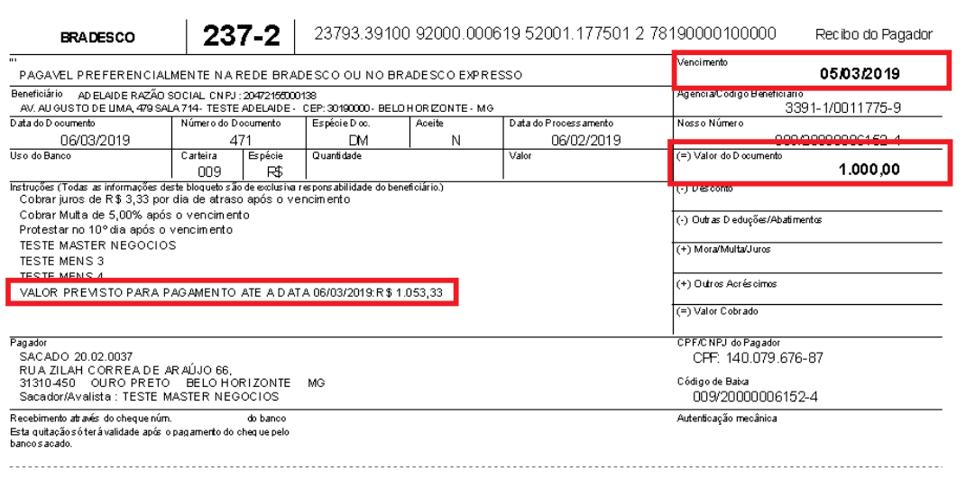 BRADESCO 237-2 23793.39100 92000.000619 52001.177501 2 78190000100000 Recibo do Pagador
PAGAVEL PREFERENCIALMENTE NA REDE BRADESCO OU NO BRADESCO EXPRESSO
Vencimento
05/03/2019
Beneficiário ADELAIDE RAZÃO SOCIAL CNPJ: 20472155000138
AV. AUGUSTO DE LIMA, 479 SALA 714- TESTE ADELAIDE - CEP: 30190000 - BELO HORIZONTE - MG
Agencia/Código Beneficiário
3391-1/0011775-9
Data do Documento Número do Documento Espécie Doc. Aceite Data do Processamento Nosso Número
06/03/2019 471 DM N 06/02/2019 009/20000006152-4
Uso do Banco Carteira Espécie Quantidade Valor (=) Valor do Documento
009 R$ 1.000,00
Instruções (Todas as informações deste bloqueto são de exclusiva responsabilidade do beneficiário.)
Cobrar juros de R$ 3,33 por dia de atraso após o vencimento
Cobrar Multa de 5,00% após o vencimento
Protestar no 10º dia após o vencimento
TESTE MASTER NEGOCIOS
TESTE MENS 3
TESTE MENS 4
VALOR PREVISTO PARA PAGAMENTO ATE A DATA 06/03/2019:R$ 1.053,33
(-) Desconto
(-) Outras Deduções/Abatimentos
(+) Mora/Multa/Juros
(+) Outros Acréscimos
(=) Valor Cobrado
Pagador
SACADO 20.02.0037
RUA ZILAH CORREA DE ARAÚJO 66,
31310-450 OURO PRETO BELO HORIZONTE MG
Sacador/Avalista : TESTE MASTER NEGOCIOS
CPF/CNPJ do Pagador
CPF: 140.079.676-87
Código de Baixa
009/20000006152-4
Recebimento através do cheque núm. do banco
Esta quitação só terá validade após o pagamento do cheque pelo
banco sacado.
Autenticação mecânica